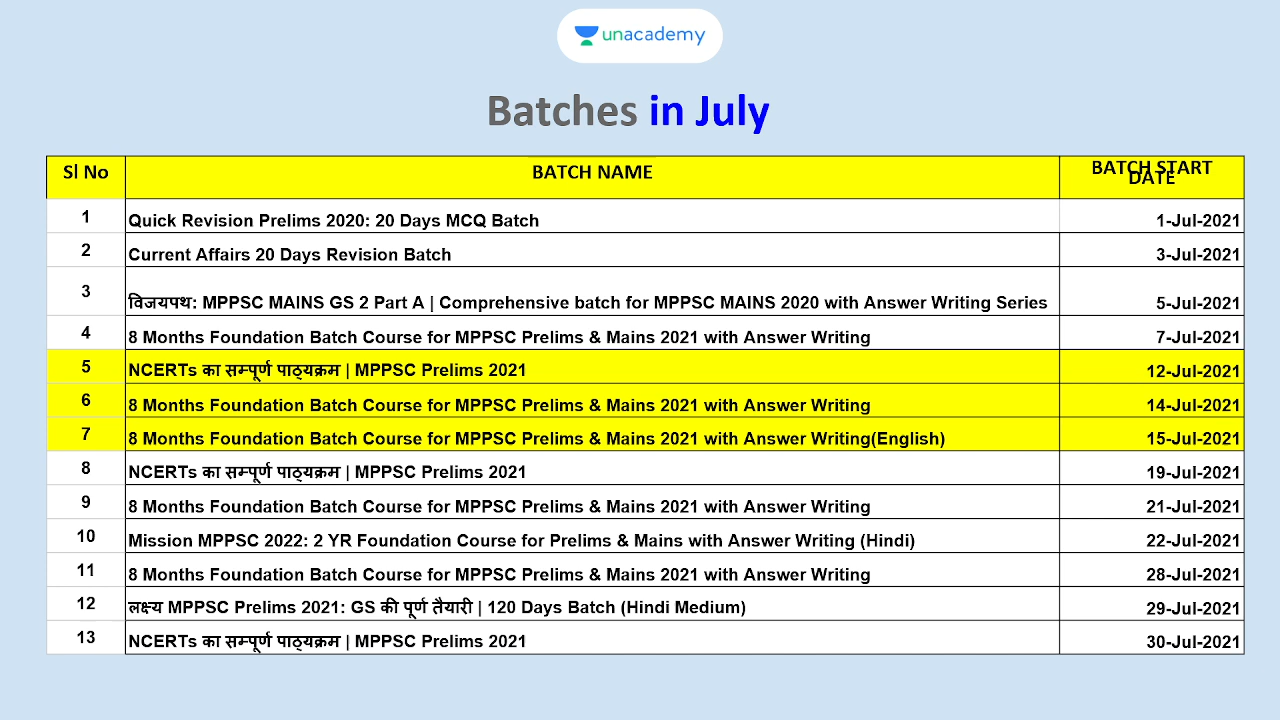 unacademy
Batches in July
Sl No BATCH NAME BATCH START DATE
1 Quick Revision Prelims 2020: 20 Days MCQ Batch 1-Jul-2021
2 Current Affairs 20 Days Revision Batch 3-Jul-2021
3 विजयपथ: MPPSC MAINS GS 2 Part A | Comprehensive batch for MPPSC MAINS 2020 with Answer Writing Series 5-Jul-2021
4 8 Months Foundation Batch Course for MPPSC Prelims & Mains 2021 with Answer Writing 7-Jul-2021
5 NCERTs का सम्पूर्ण पाठ्यक्रम | MPPSC Prelims 2021 12-Jul-2021
6 8 Months Foundation Batch Course for MPPSC Prelims & Mains 2021 with Answer Writing 14-Jul-2021
7 8 Months Foundation Batch Course for MPPSC Prelims & Mains 2021 with Answer Writing(English) 15-Jul-2021
8 NCERTs का सम्पूर्ण पाठ्यक्रम | MPPSC Prelims 2021 19-Jul-2021
9 8 Months Foundation Batch Course for MPPSC Prelims & Mains 2021 with Answer Writing 21-Jul-2021
10 Mission MPPSC 2022: 2 YR Foundation Course for Prelims & Mains with Answer Writing (Hindi) 22-Jul-2021
11 8 Months Foundation Batch Course for MPPSC Prelims & Mains 2021 with Answer Writing 28-Jul-2021
12 लक्ष्य MPPSC Prelims 2021: GS की पूर्ण तैयारी | 120 Days Batch (Hindi Medium) 29-Jul-2021
13 NCERTs का सम्पूर्ण पाठ्यक्रम | MPPSC Prelims 2021 30-Jul-2021